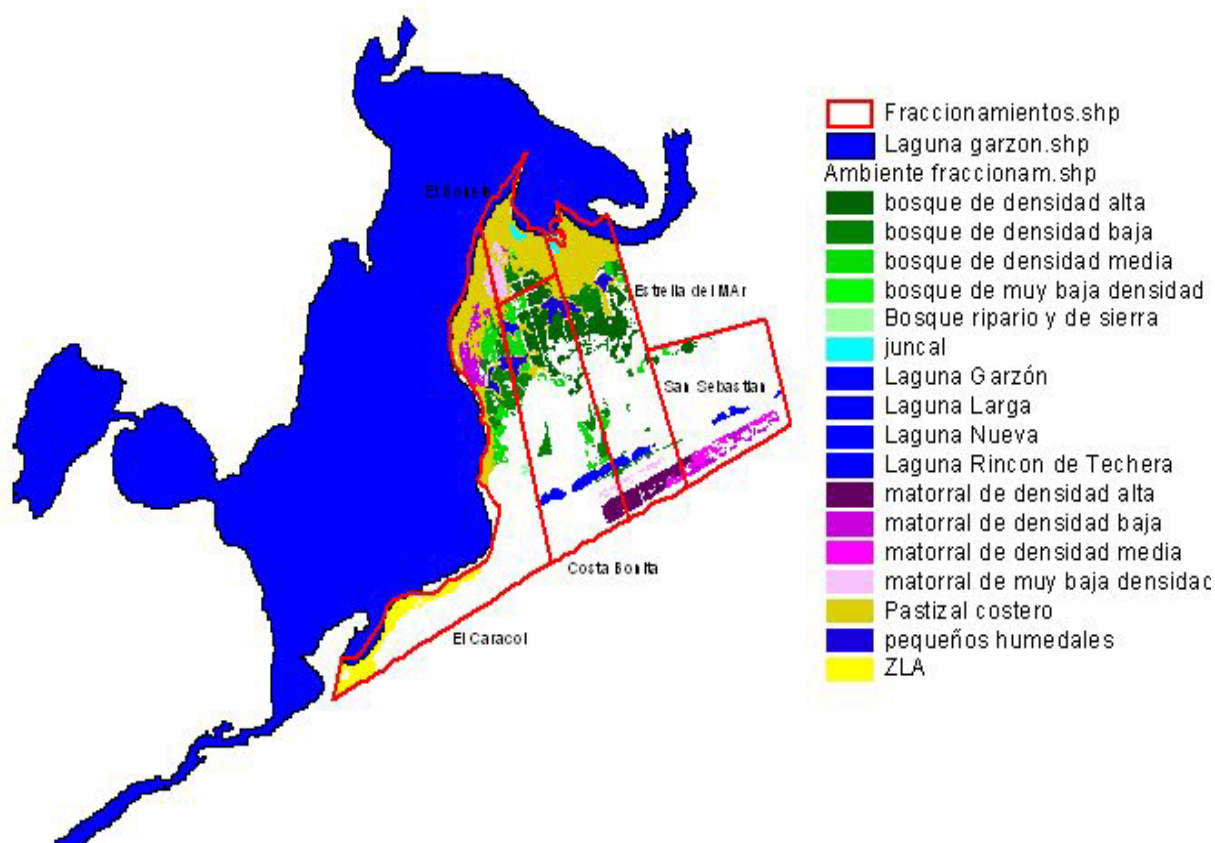 Fraccionamientos.shp
Laguna garzon.shp
Ambiente fraccionam.shp
bosque de densidad alta
bosque de densidad baja
bosque de densidad media
bosque de muy baja densidad
Bosque ripario y de sierra
juncal
Laguna Garzón
Laguna Larga
Laguna Nueva
Laguna Rincon de Techera
matorral de densidad alta
matorral de densidad baja
matorral de densidad media
matorral de muy baja densidad
Pastizal costero
pequeños humedales
ZLA
El
Estrella del MAr
San Sebastian
Costa Bonita
El Caracol